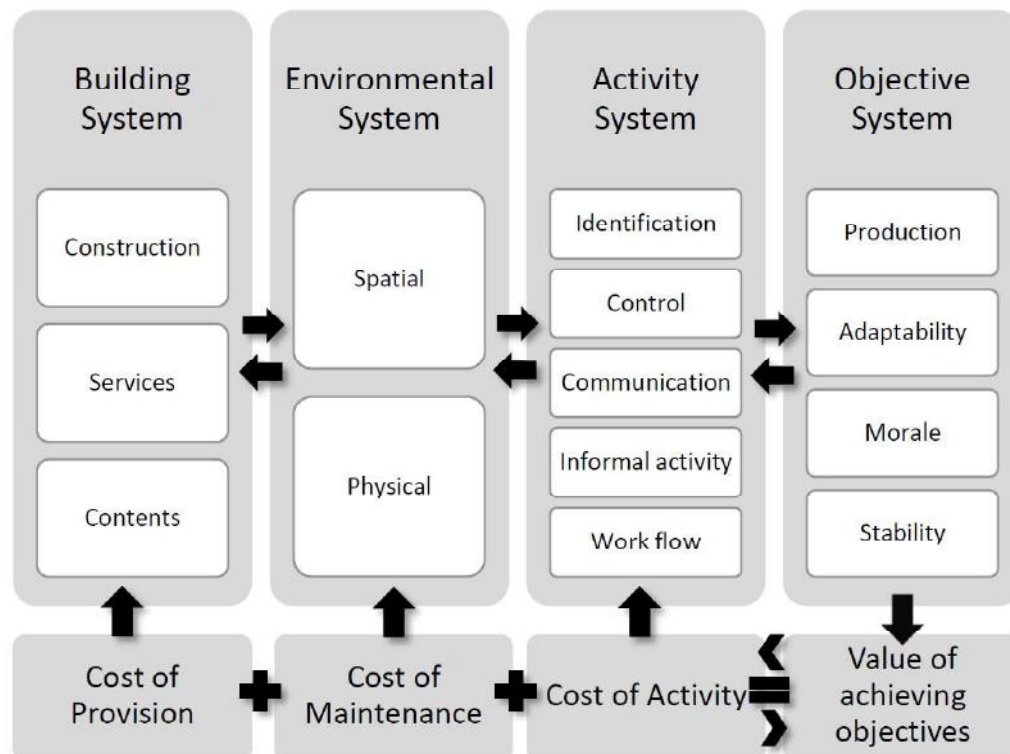 Building
System
Construction
Services
Contents
Environmental
System
Spatial
Physical
Activity
System
Identification
Control
Communication
Informal activity
Work flow
Objective
System
Production
Adaptability
Morale
Stability
Cost of
Provision
+
Cost of
Maintenance
+
Cost of Activity
<
=
>
Value of
achieving
objectives